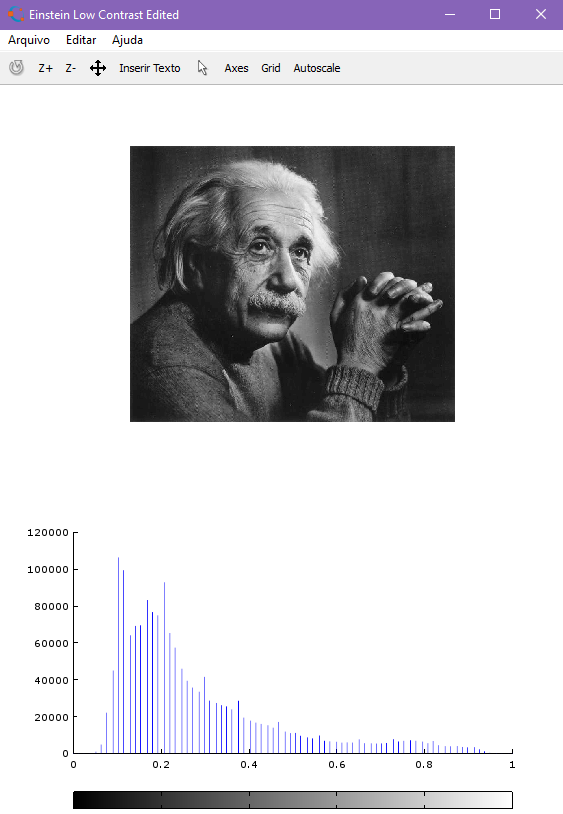 Einstein Low Contrast Edited
Arquivo Editar Ajuda
Z+ Z- Inserir Texto Axes Grid Autoscale
120000
100000
80000
60000
40000
20000
0
0 0.2 0.4 0.6 0.8 1